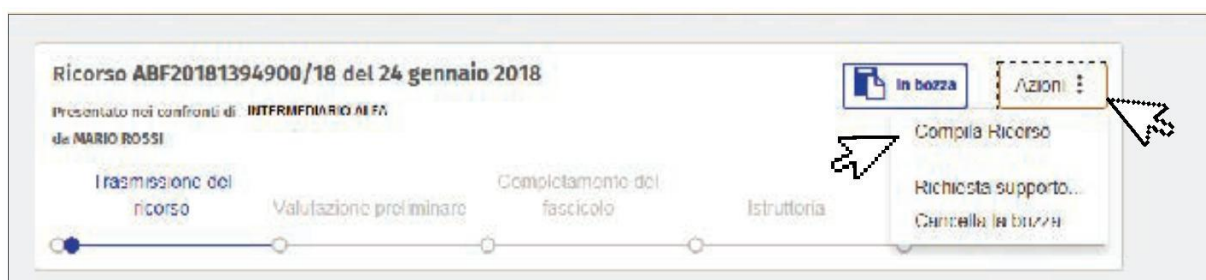 Ricorso ABF20181394900/18 del 24 gennaio 2018
In bozza
Azioni
Presentato nei confronti di INTERMEDIARIO ALFA
da MARIO ROSSI
Compila Ricorso
Richiesta supporto...
Cancella la bozza
Trasmissione del
ricorso
Valutazione preliminare
Completamento del
fascicolo
Istruttoria